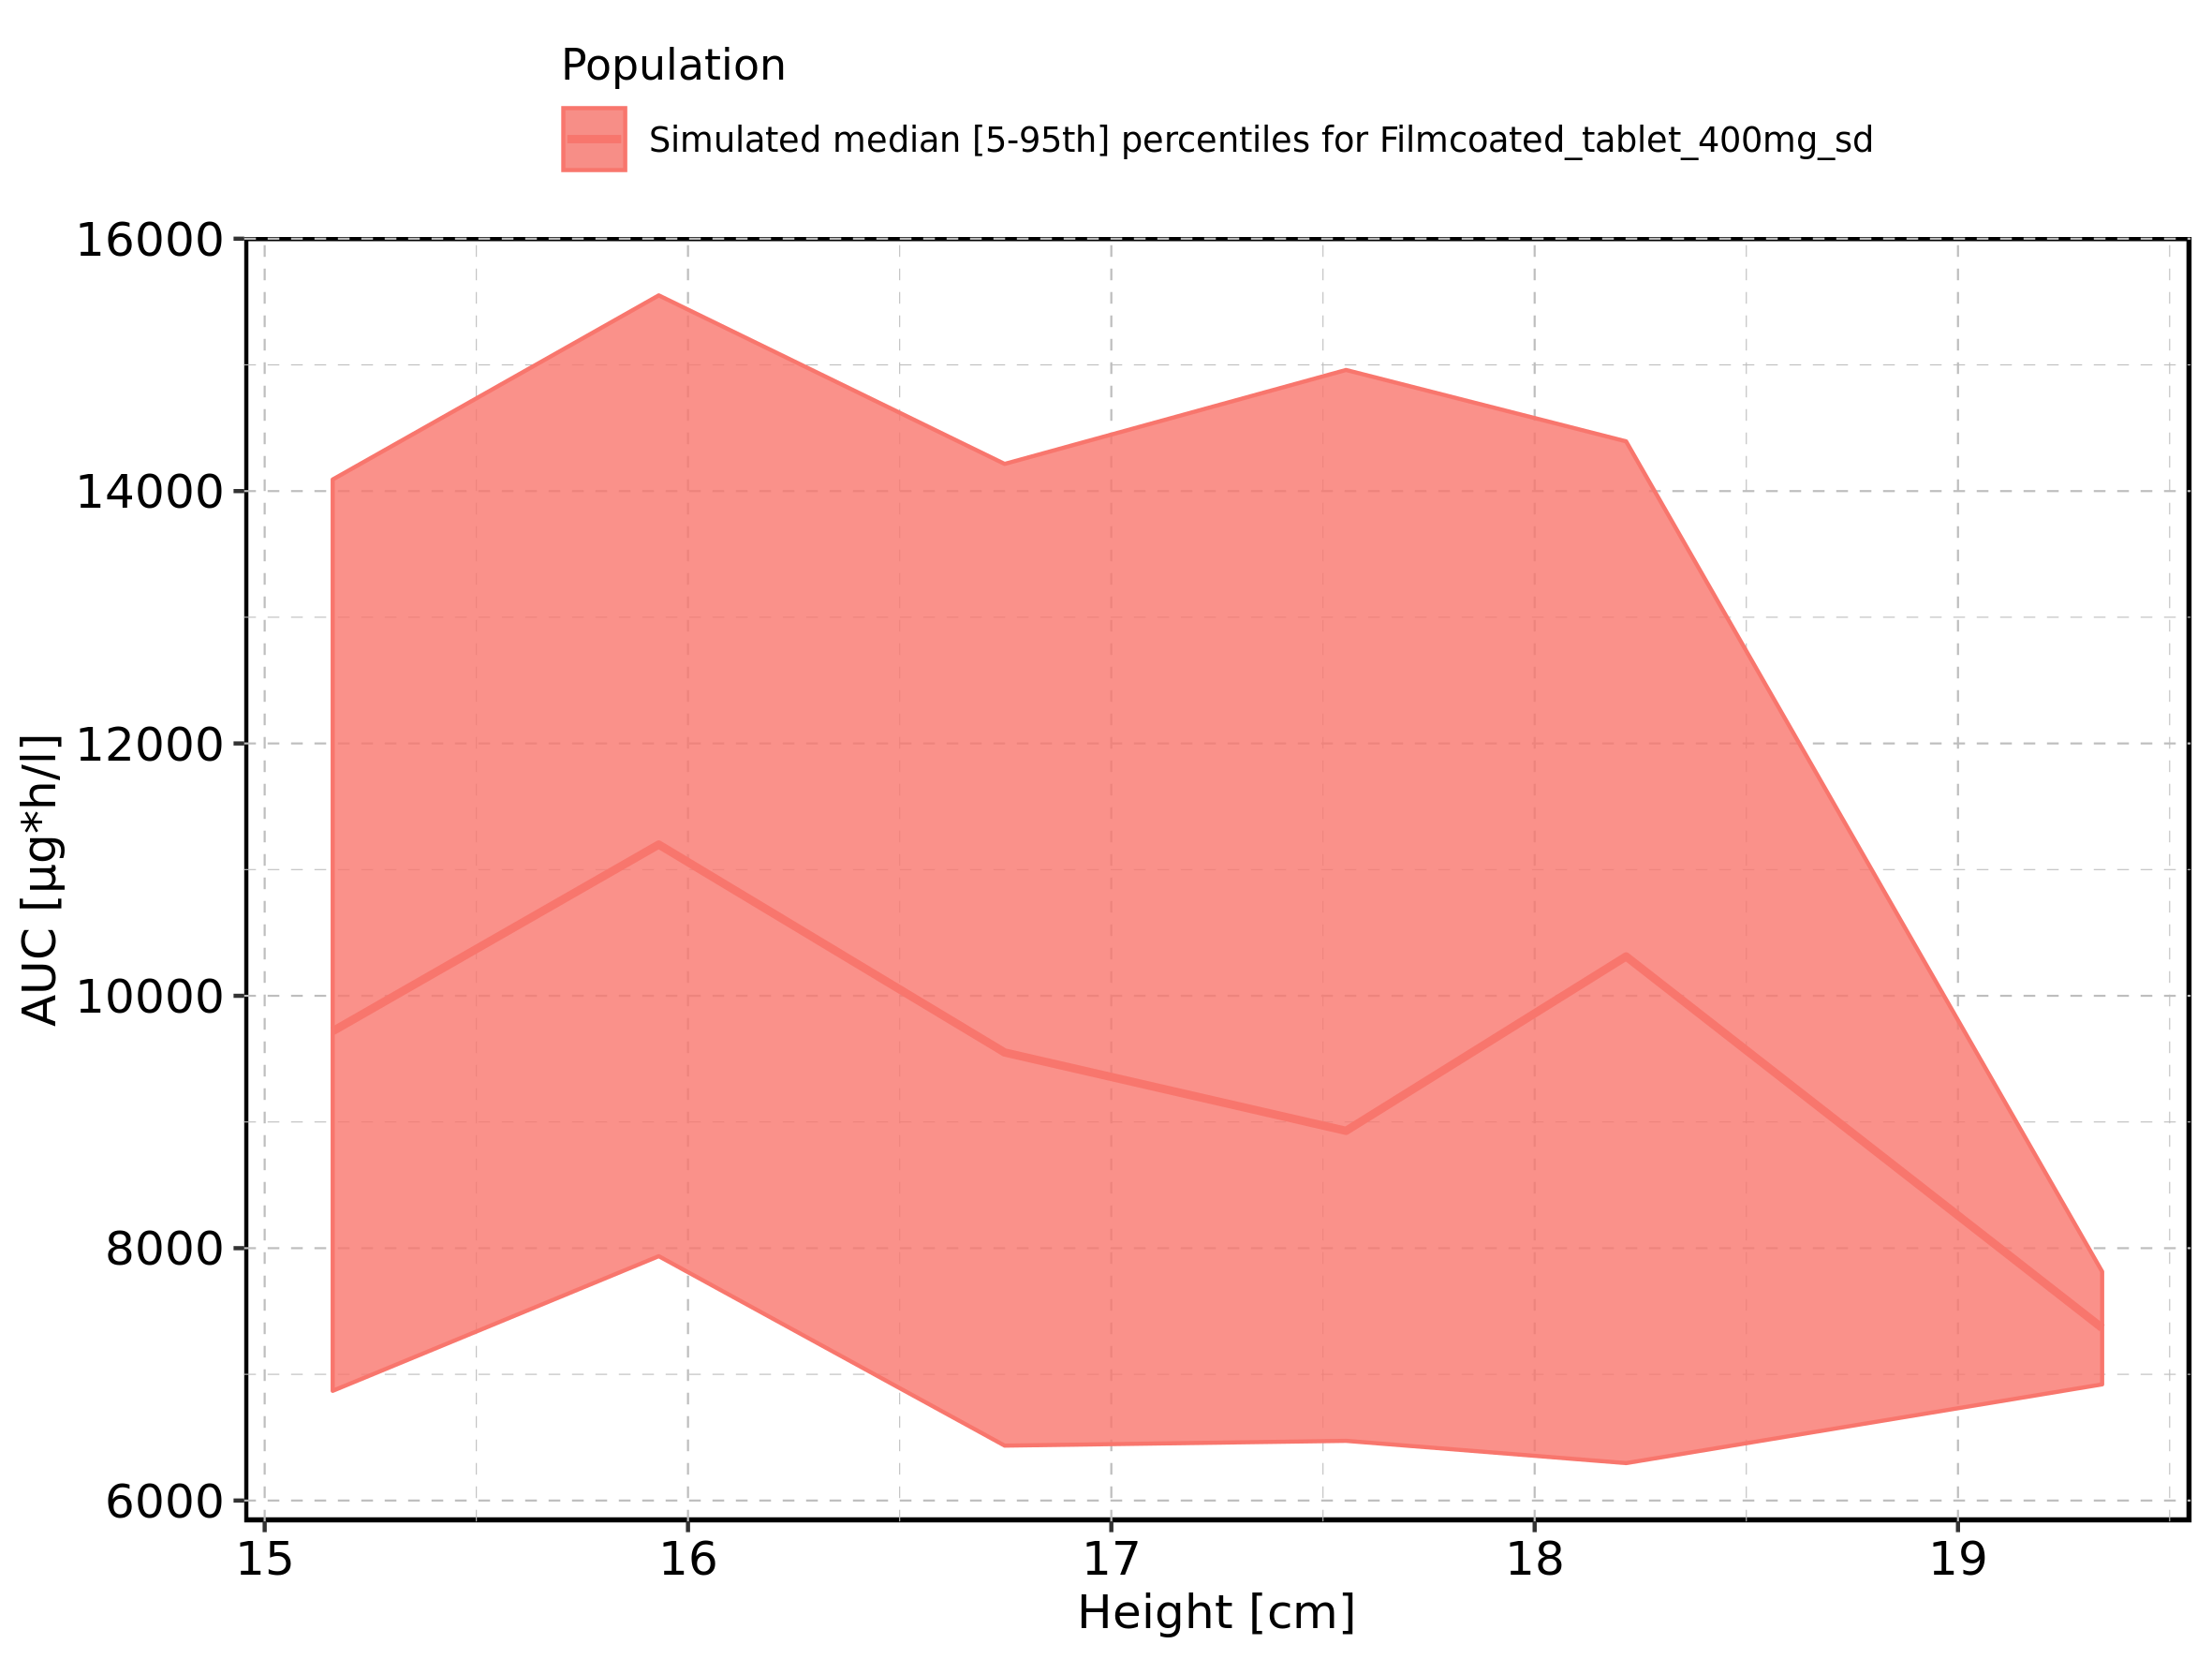 Population
Simulated median [5-95th] percentiles for Filmcoated_tablet_400mg_sd
16000
14000
12000
10000
8000
6000
AUC [µg*h/l]
15 16 17 18 19
Height [cm]